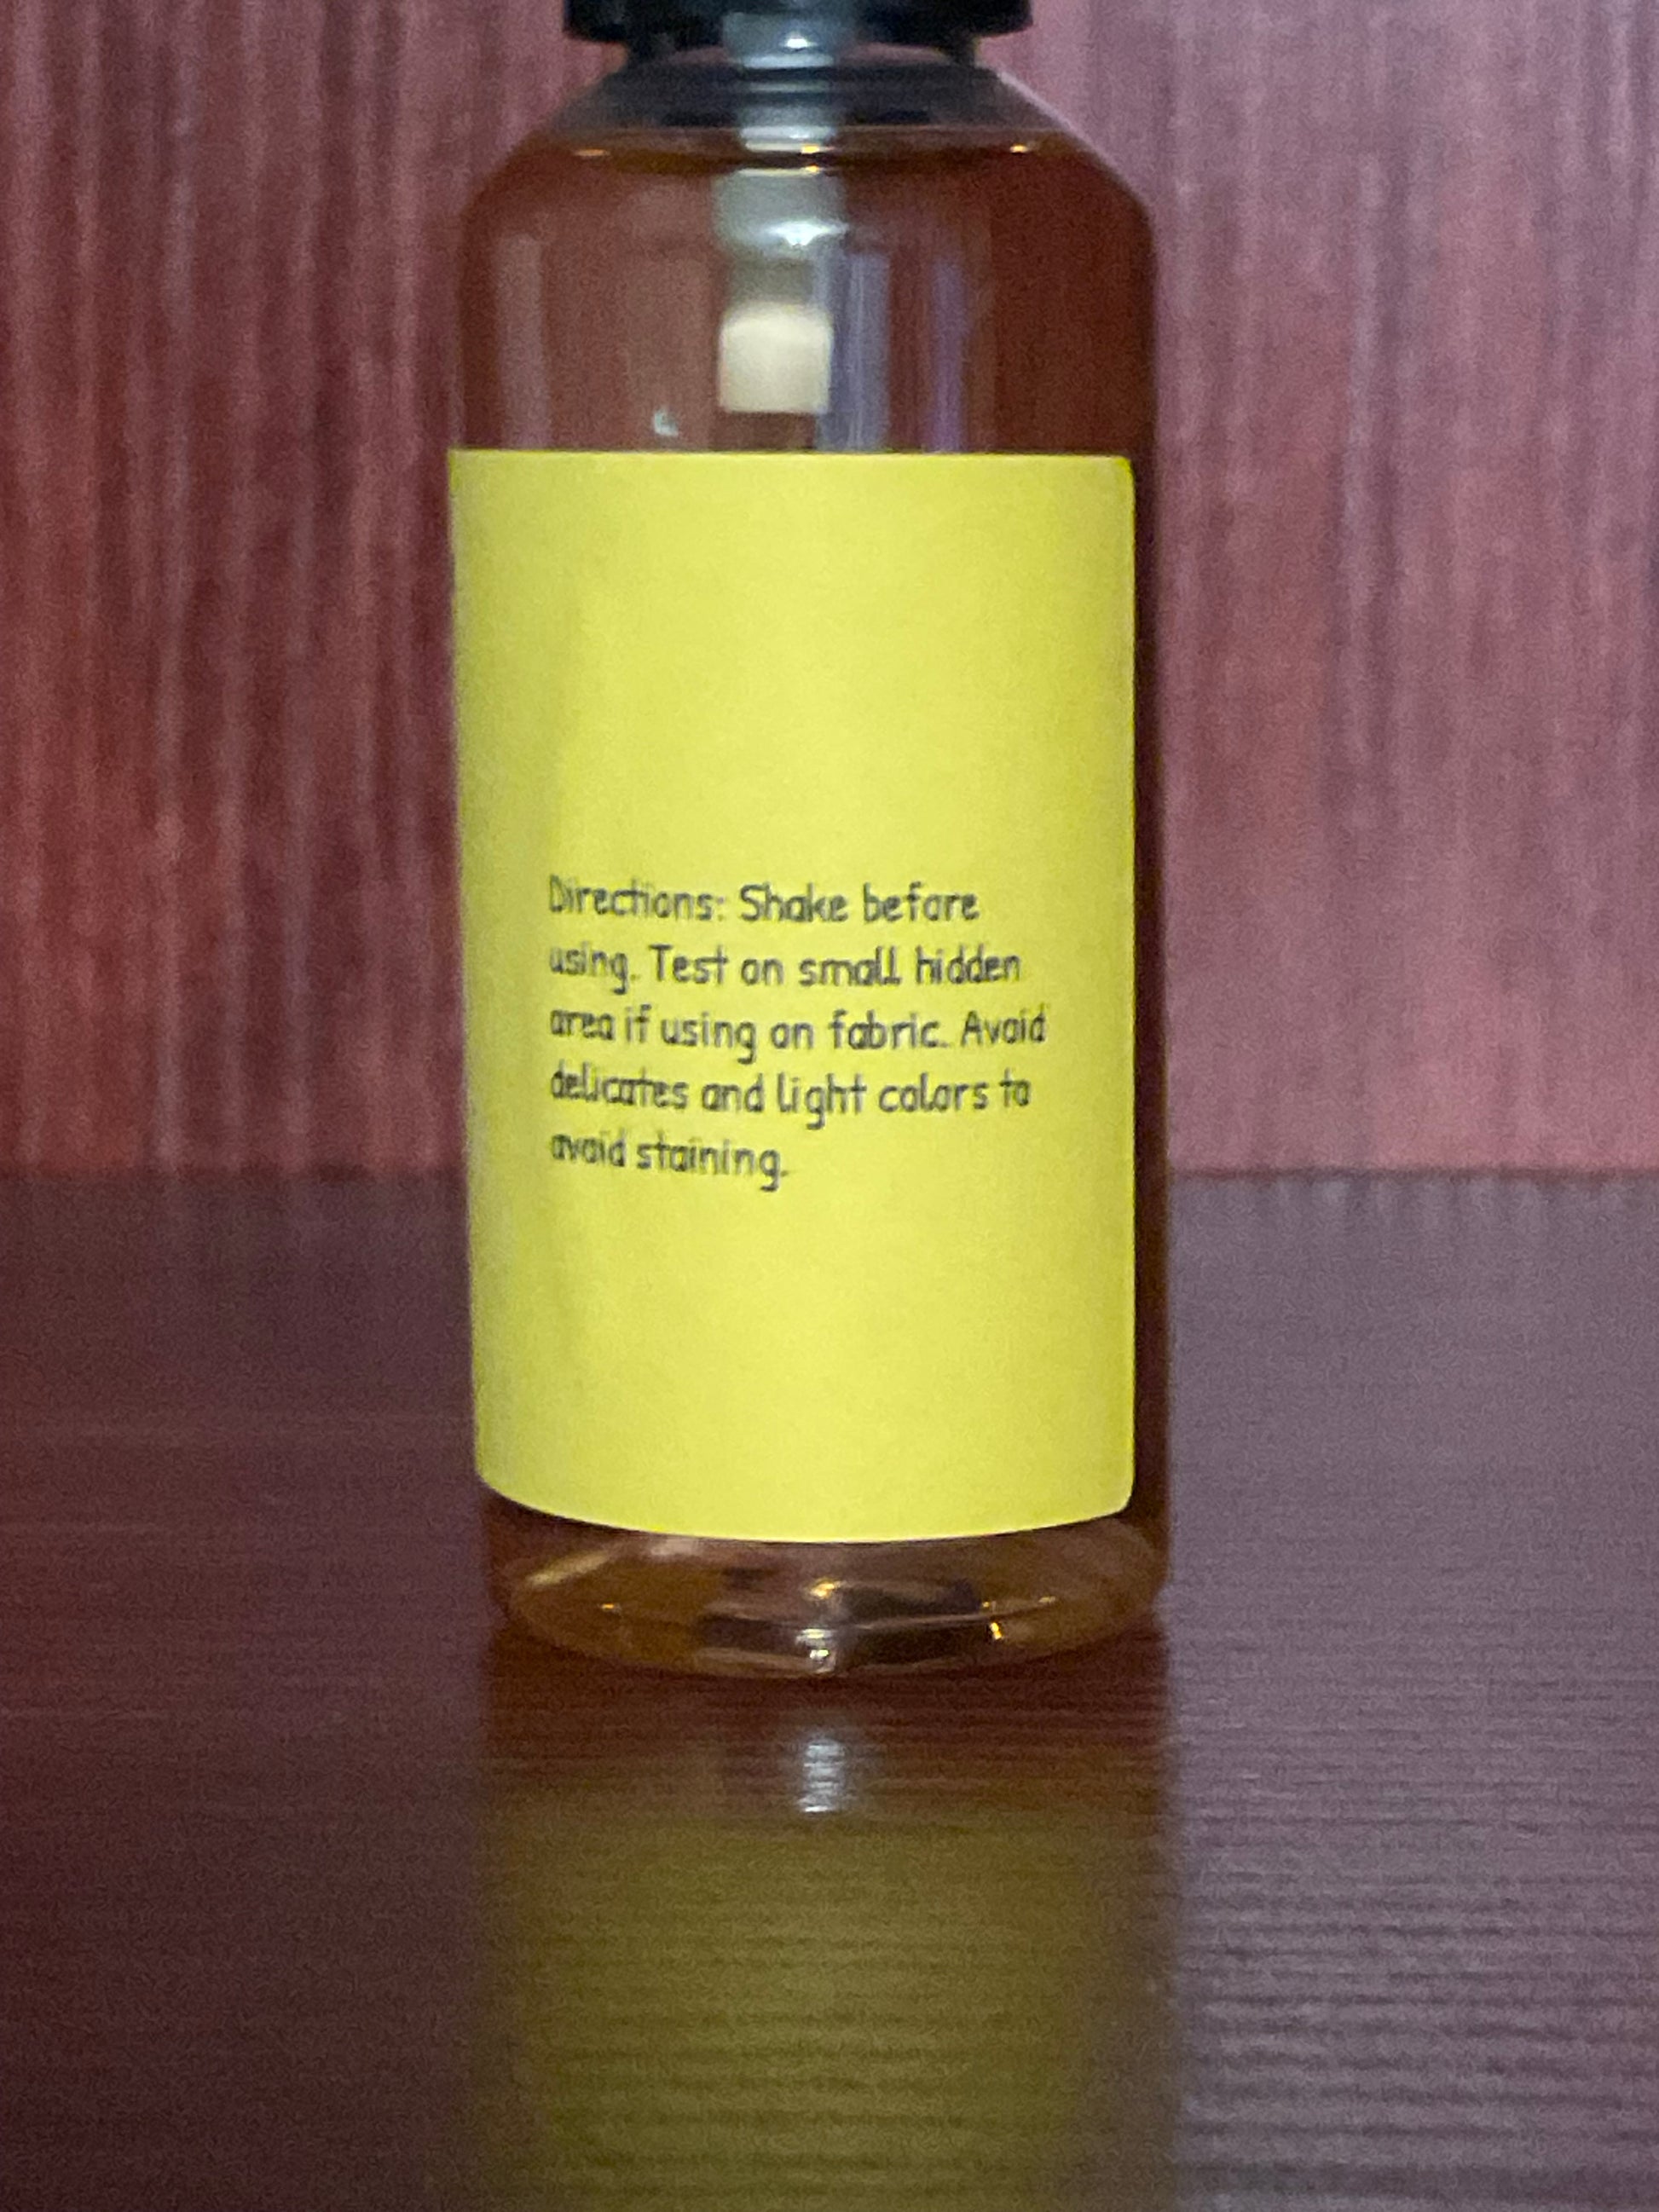 Directions: Shake before
using. Test on small hidden
area if using on fabric. Avoid
delicates and light colors to
avoid staining.